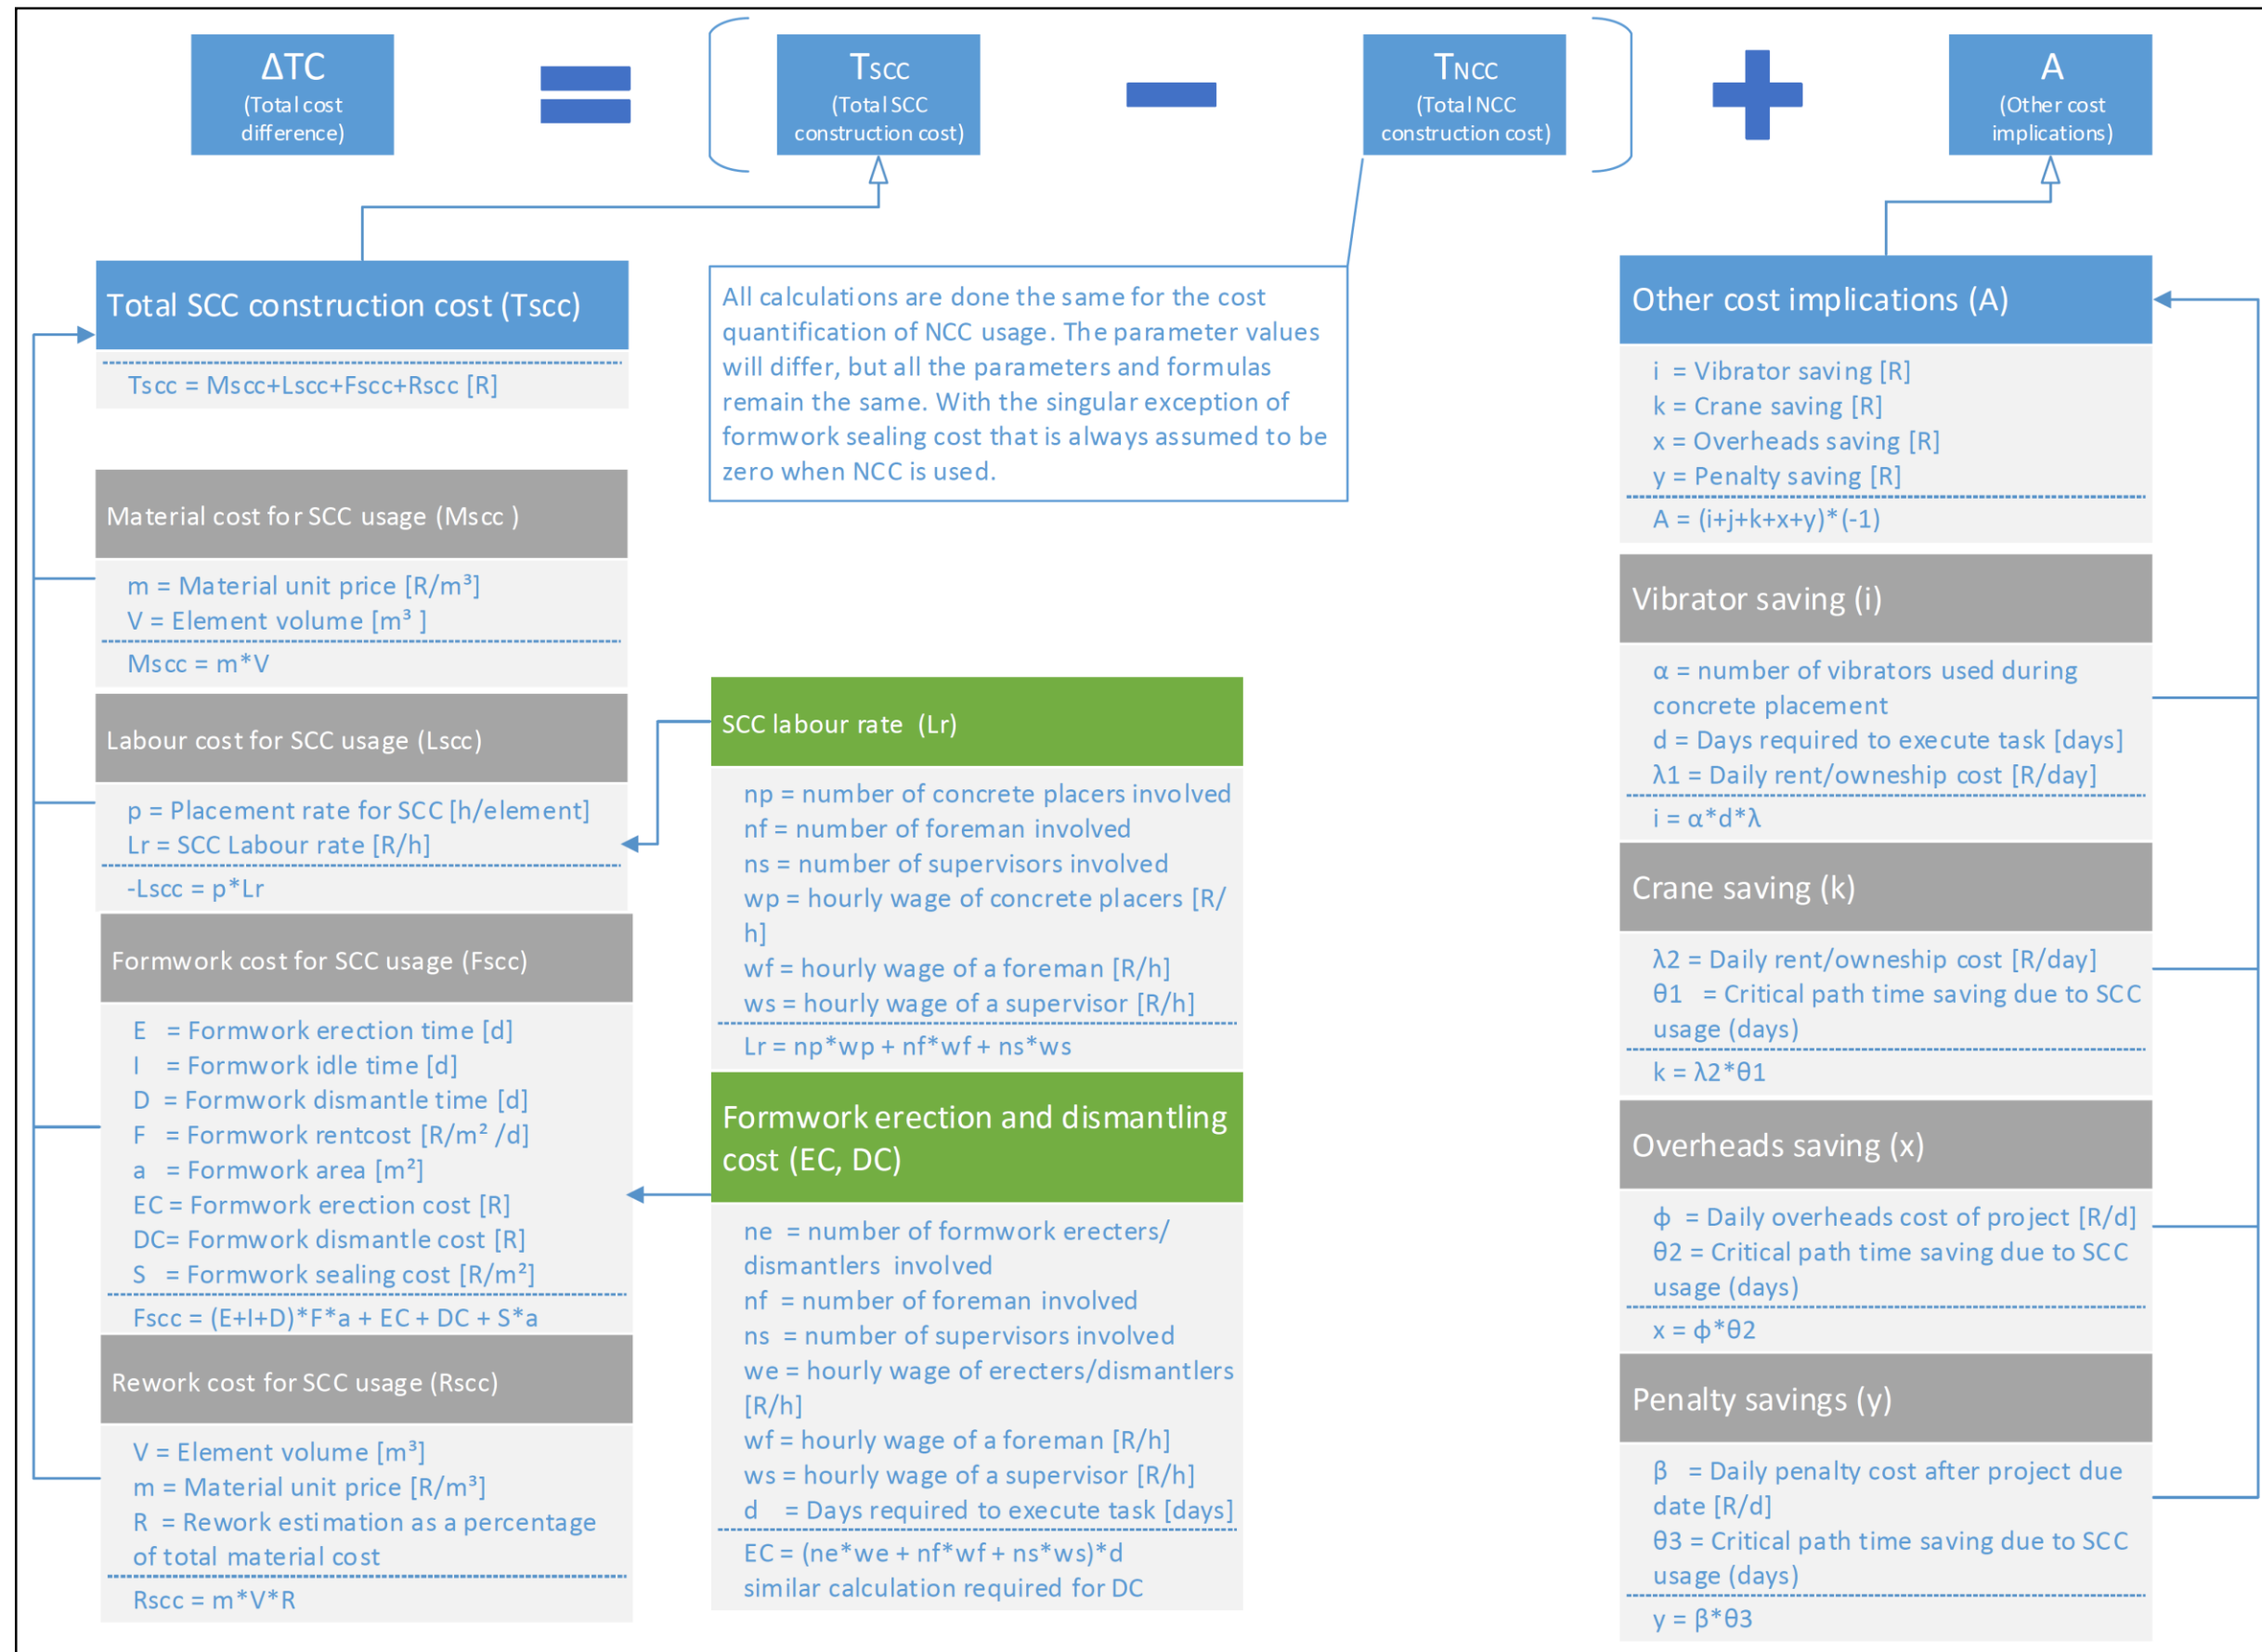 ΔTC
(Total cost
difference)
=
TSCC
(Total SCC
construction cost)
−
TNCC
(Total NCC
construction cost)
+
A
(Other cost
implications)
Total SCC construction cost (Tscc)
Tscc = Mscc+Lscc+Fscc+Rscc [R]
Material cost for SCC usage (Mscc )
m = Material unit price [R/m³]
V = Element volume [m³ ]
Mscc = m*V
Labour cost for SCC usage (Lscc)
p = Placement rate for SCC [h/element]
Lr = SCC Labour rate [R/h]
-Lscc = p*Lr
Formwork cost for SCC usage (Fscc)
E = Formwork erection time [d]
I = Formwork idle time [d]
D = Formwork dismantle time [d]
F = Formwork rentcost [R/m² /d]
a = Formwork area [m²]
EC = Formwork erection cost [R]
DC= Formwork dismantle cost [R]
S = Formwork sealing cost [R/m²]
Fscc = (E+I+D)*F*a + EC + DC + S*a
Rework cost for SCC usage (Rscc)
V = Element volume [m³]
m = Material unit price [R/m³]
R = Rework estimation as a percentage
of total material cost
Rscc = m*V*R
All calculations are done the same for the cost
quantification of NCC usage. The parameter values
will differ, but all the parameters and formulas
remain the same. With the singular exception of
formwork sealing cost that is always assumed to be
zero when NCC is used.
SCC labour rate (Lr)
np = number of concrete placers involved
nf = number of foreman involved
ns = number of supervisors involved
wp = hourly wage of concrete placers [R/
h]
wf = hourly wage of a foreman [R/h]
ws = hourly wage of a supervisor [R/h]
Lr = np*wp + nf*wf + ns*ws
Formwork erection and dismantling
cost (EC, DC)
ne = number of formwork erecters/
dismantlers involved
nf = number of foreman involved
ns = number of supervisors involved
we = hourly wage of erecters/dismantlers
[R/h]
wf = hourly wage of a foreman [R/h]
ws = hourly wage of a supervisor [R/h]
d = Days required to execute task [days]
EC = (ne*we + nf*wf + ns*ws)*d
similar calculation required for DC
Other cost implications (A)
i = Vibrator saving [R]
k = Crane saving [R]
x = Overheads saving [R]
y = Penalty saving [R]
A = (i+j+k+x+y)*(-1)
Vibrator saving (i)
α = number of vibrators used during
concrete placement
d = Days required to execute task [days]
λ1 = Daily rent/owneship cost [R/day]
i = α*d*λ
Crane saving (k)
λ2 = Daily rent/owneship cost [R/day]
θ1 = Critical path time saving due to SCC
usage (days)
k = λ2*θ1
Overheads saving (x)
ϕ = Daily overheads cost of project [R/d]
θ2 = Critical path time saving due to SCC
usage (days)
x = ϕ*θ2
Penalty savings (y)
β = Daily penalty cost after project due
date [R/d]
θ3 = Critical path time saving due to SCC
usage (days)
y = β*θ3